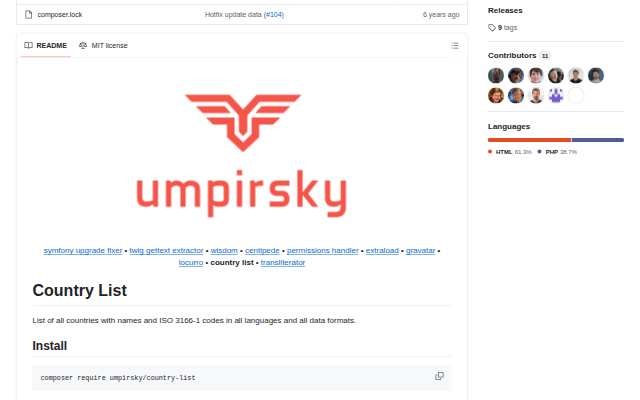 composer.lock Hotfix update data (#104) 6 years ago
README MIT license
umpirsky
symfony upgrade fixer • twig gettext extractor • wisdom • centipede • permissions handler • extraload • gravatar •
locurro • country list • transliterator
Country List
List of all countries with names and ISO 3166-1 codes in all languages and all data formats.
Install
composer require umpirsky/country-list
Releases
9 tags
Contributors 11
Languages
HTML 61.3% PHP 38.7%